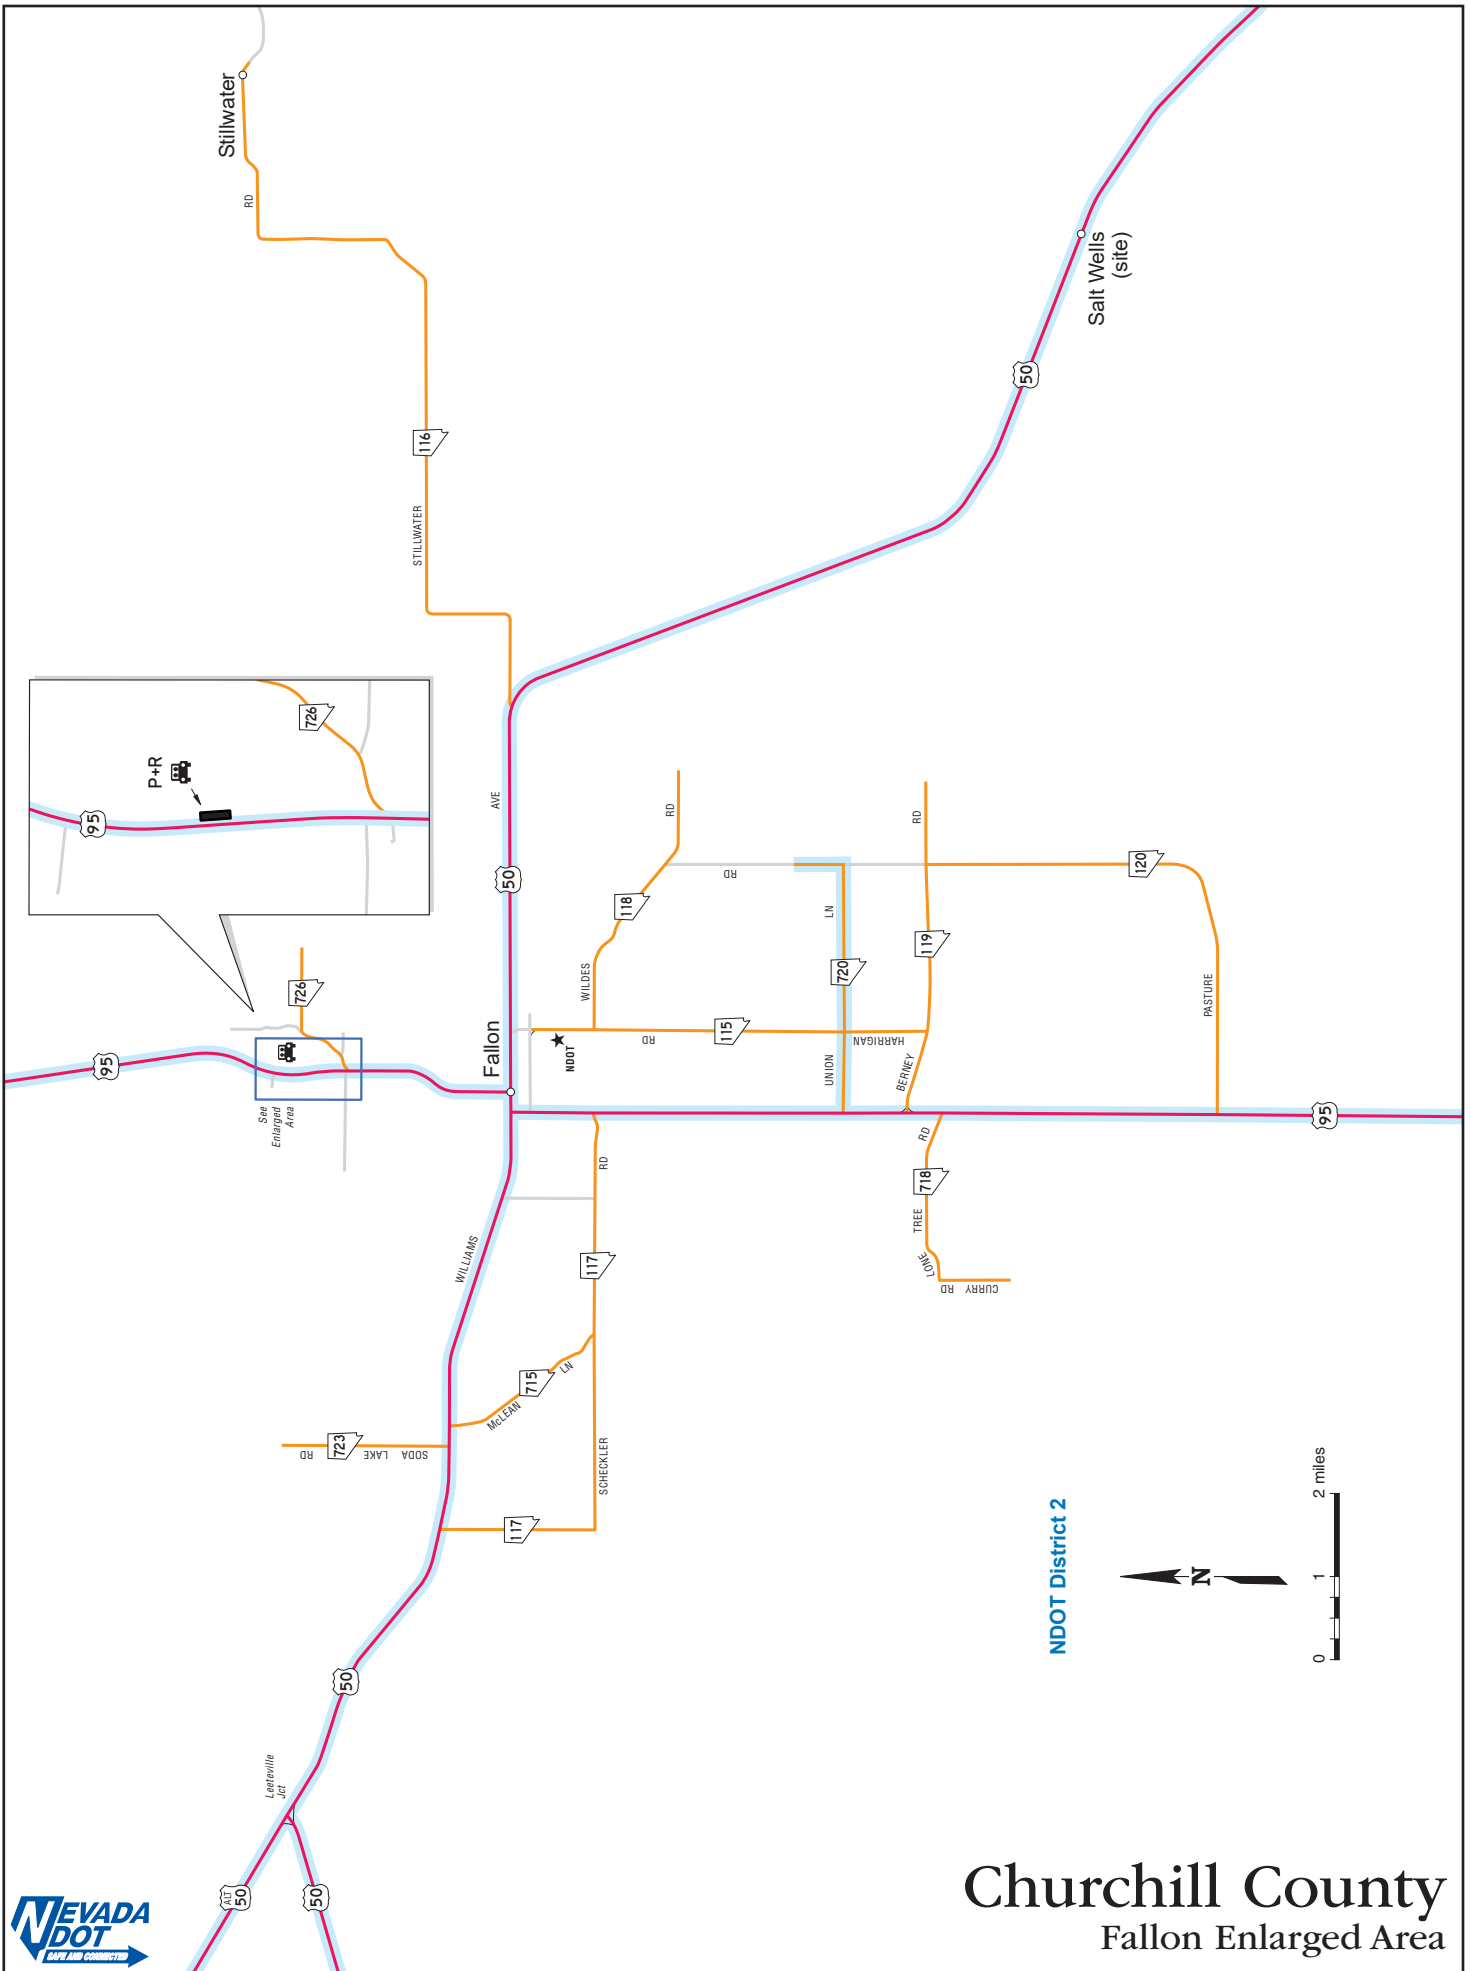 Stillwater
RD
116
STILLWATER
Salt Wells
(site)
50
726
P+R
95
AVE
50
RD
118
WILDES
RD
RD
LN
720
UNION
119
BERNEY
120
PASTURE
115
RD
HARRIGAN
NDOT
Fallon
726
95
See
Enlarged
Area
95
RD
718
TREE
LONE
CURRY RD
RD
117
SCHECKLER
WILLIAMS
715
McLEAN
LN
723
SODA LAKE
RD
117
50
Leeteville
Jct
ALT
50
50
NDOT District 2
N
0
1
2 miles
NEVADA
DOT
SAFE AND CONNECTED
Churchill County
Fallon Enlarged Area